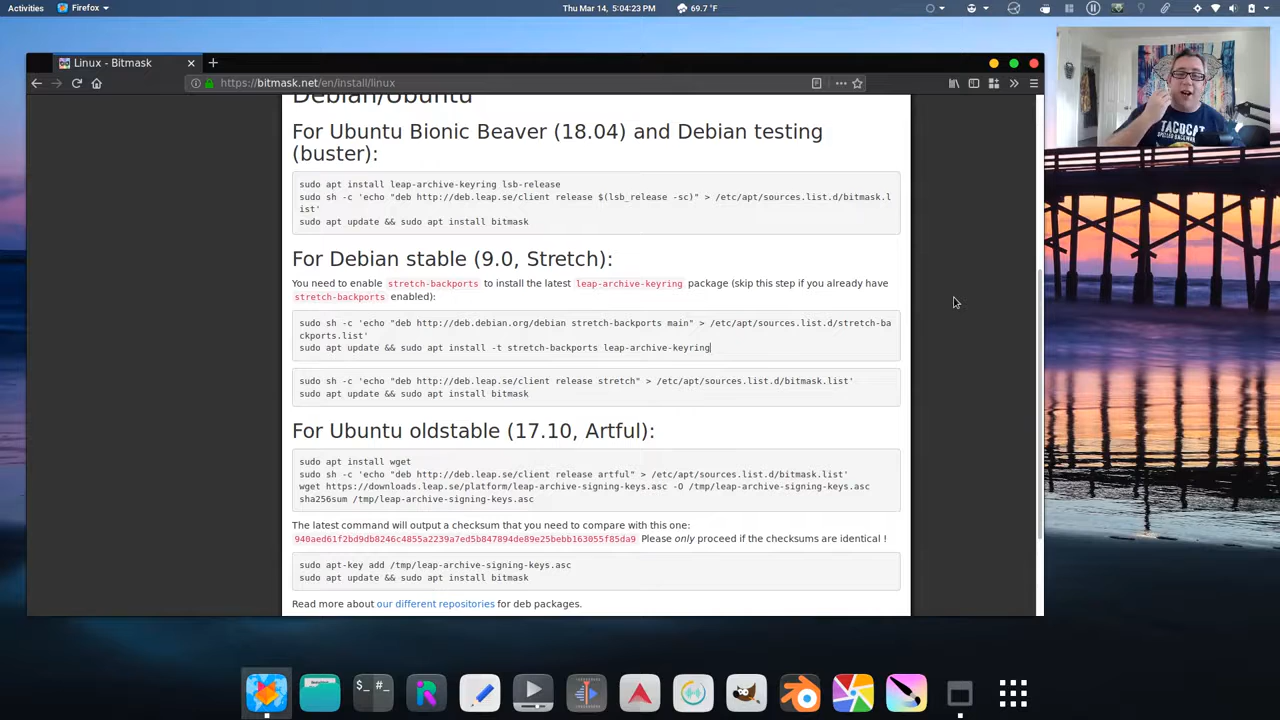 Activities
Firefox
Thu Mar 14, 5:04:23 PM
69.7 °F
Linux - Bitmask
https://bitmask.net/en/install/linux
Debian/Ubuntu
For Ubuntu Bionic Beaver (18.04) and Debian testing
(buster):
sudo apt install leap-archive-keyring lsb-release
sudo sh -c 'echo "deb http://deb.leap.se/client release $(lsb_release -sc)" > /etc/apt/sources.list.d/bitmask.l
ist'
sudo apt update && sudo apt install bitmask
For Debian stable (9.0, Stretch):
You need to enable stretch-backports to install the latest leap-archive-keyring package (skip this step if you already have
stretch-backports enabled):
sudo sh -c 'echo "deb http://deb.debian.org/debian stretch-backports main" > /etc/apt/sources.list.d/stretch-ba
ckports.list'
sudo apt update && sudo apt install -t stretch-backports leap-archive-keyring
sudo sh -c 'echo "deb http://deb.leap.se/client release stretch" > /etc/apt/sources.list.d/bitmask.list'
sudo apt update && sudo apt install bitmask
For Ubuntu oldstable (17.10, Artful):
sudo apt install wget
sudo sh -c 'echo "deb http://deb.leap.se/client release artful" > /etc/apt/sources.list.d/bitmask.list'
wget https://downloads.leap.se/platform/leap-archive-signing-keys.asc -O /tmp/leap-archive-signing-keys.asc
sha256sum /tmp/leap-archive-signing-keys.asc
The latest command will output a checksum that you need to compare with this one:
940aed61f2bd9db8246c4855a2239a7ed5b847894de89e25bebb163055f85da9 Please only proceed if the checksums are identical !
sudo apt-key add /tmp/leap-archive-signing-keys.asc
sudo apt update && sudo apt install bitmask
Read more about our different repositories for deb packages.
TACOCAT
SPELLED BACKWARDS
$_ #_